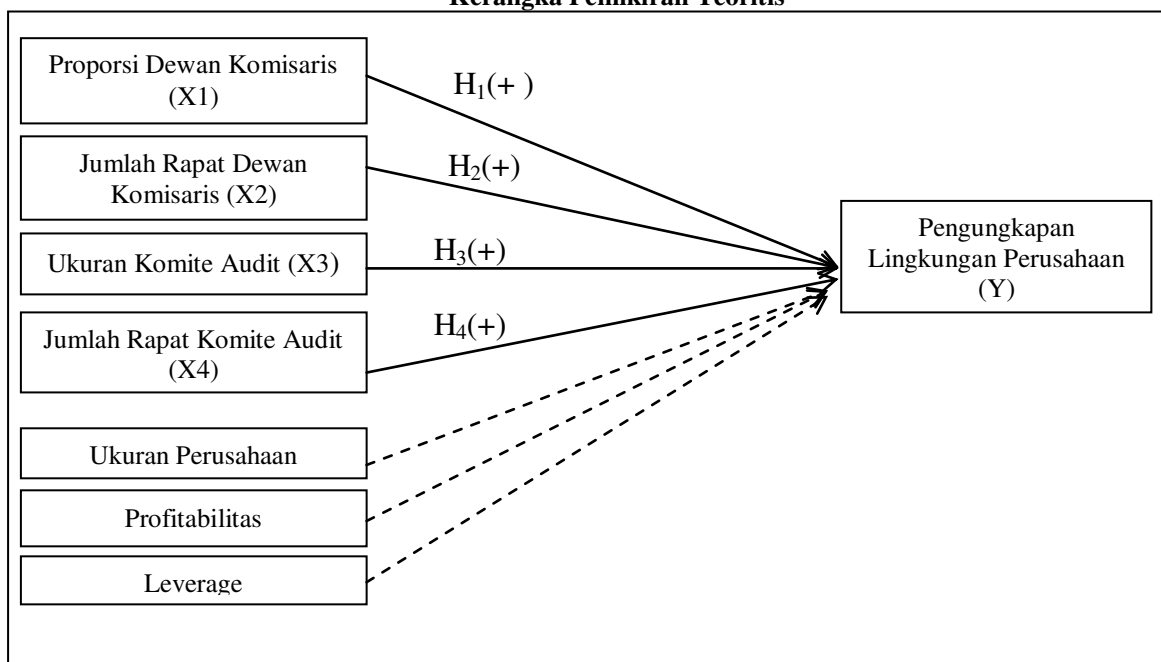 Kerangka Pemikiran Teoritis
Proporsi Dewan Komisaris
(X1)
H1(+ )
Jumlah Rapat Dewan
Komisaris (X2)
H2(+)
Ukuran Komite Audit (X3)
H3(+)
Jumlah Rapat Komite Audit
(X4)
H4(+)
Ukuran Perusahaan
Profitabilitas
Leverage
Pengungkapan
Lingkungan Perusahaan
(Y)